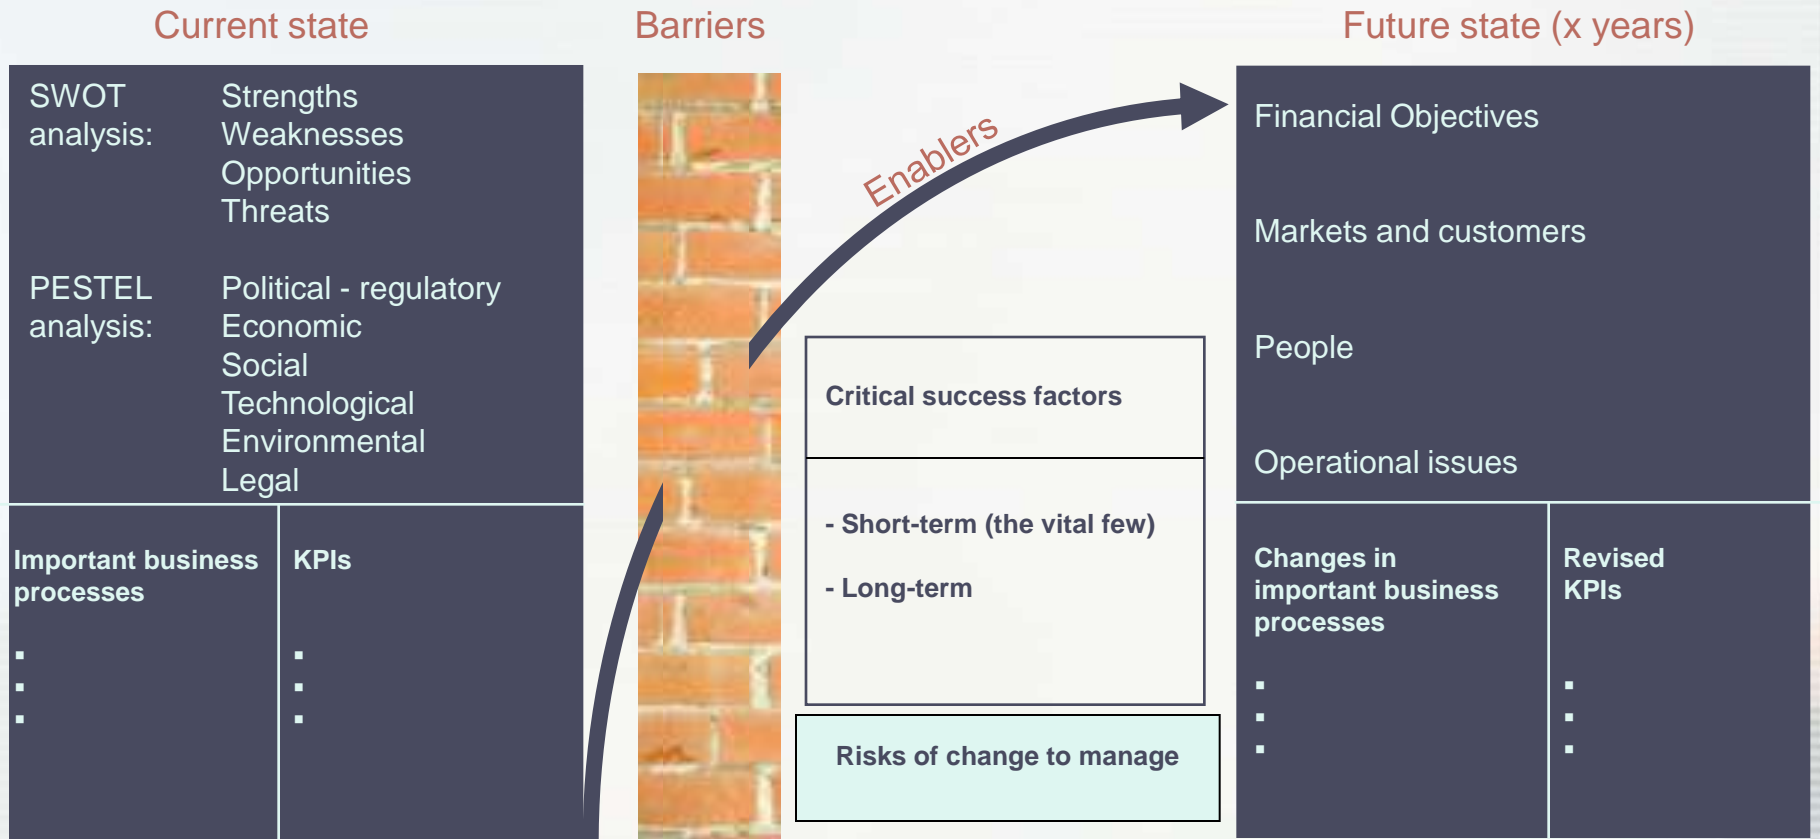 Current state
Barriers
Future state (x years)
SWOT
analysis:
Strengths
Weaknesses
Opportunities
Threats
PESTEL
analysis:
Political - regulatory
Economic
Social
Technological
Environmental
Legal
Important business
processes
▪
▪
▪
KPIs
▪
▪
▪
Enablers
Critical success factors
- Short-term (the vital few)
- Long-term
Risks of change to manage
Financial Objectives
Markets and customers
People
Operational issues
Changes in
important business
processes
▪
▪
▪
Revised
KPIs
▪
▪
▪